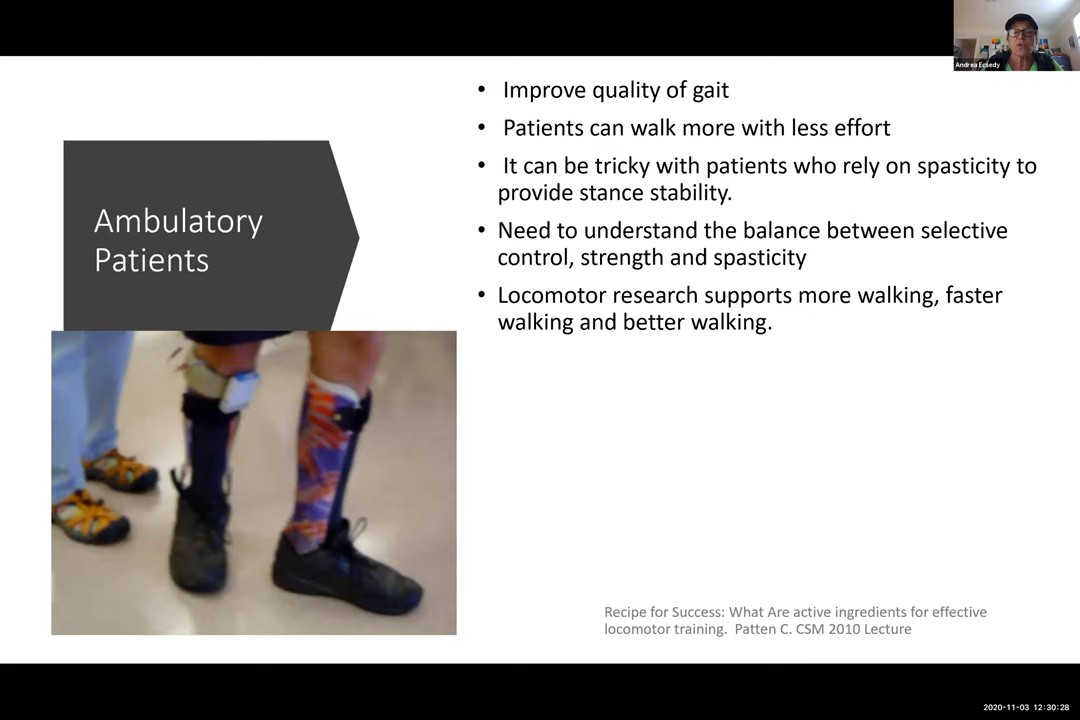 Andrea Ecsedy
Ambulatory
Patients
• Improve quality of gait
• Patients can walk more with less effort
• It can be tricky with patients who rely on spasticity to
provide stance stability.
• Need to understand the balance between selective
control, strength and spasticity
• Locomotor research supports more walking, faster
walking and better walking.
Recipe for Success: What Are active ingredients for effective
locomotor training. Patten C. CSM 2010 Lecture
2020-11-03 12:30:28